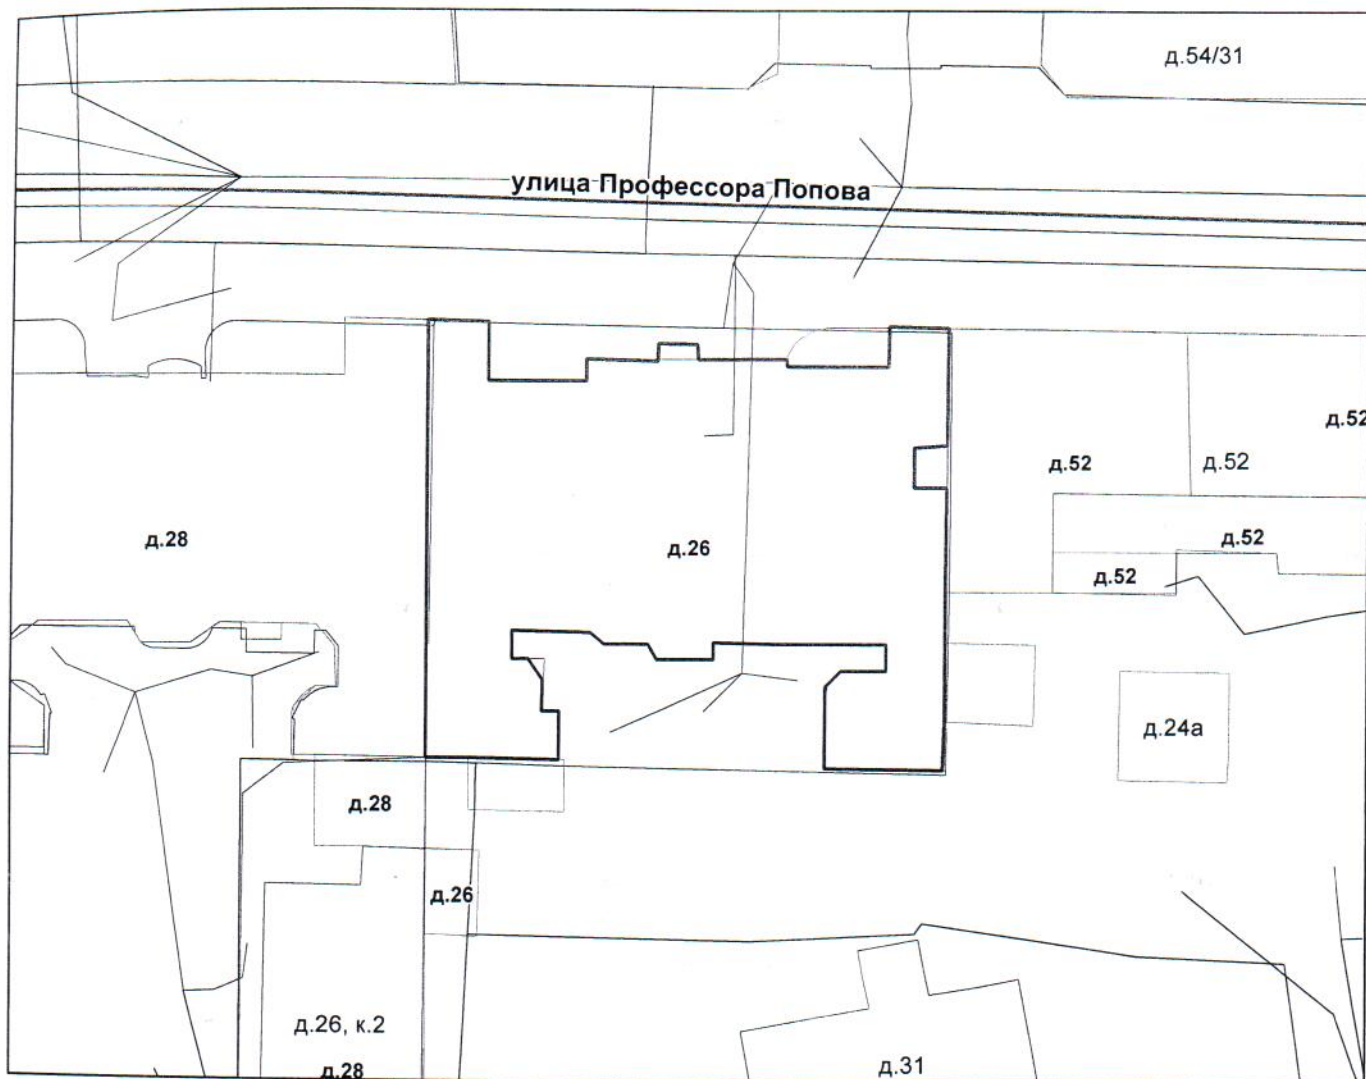 д.54/31
улица Профессора Попова
д.52
д.52
д.52
д.28
д.26
д.52
д.52
д.24а
д.28
д.26
д.26, к.2
д.28
д.31